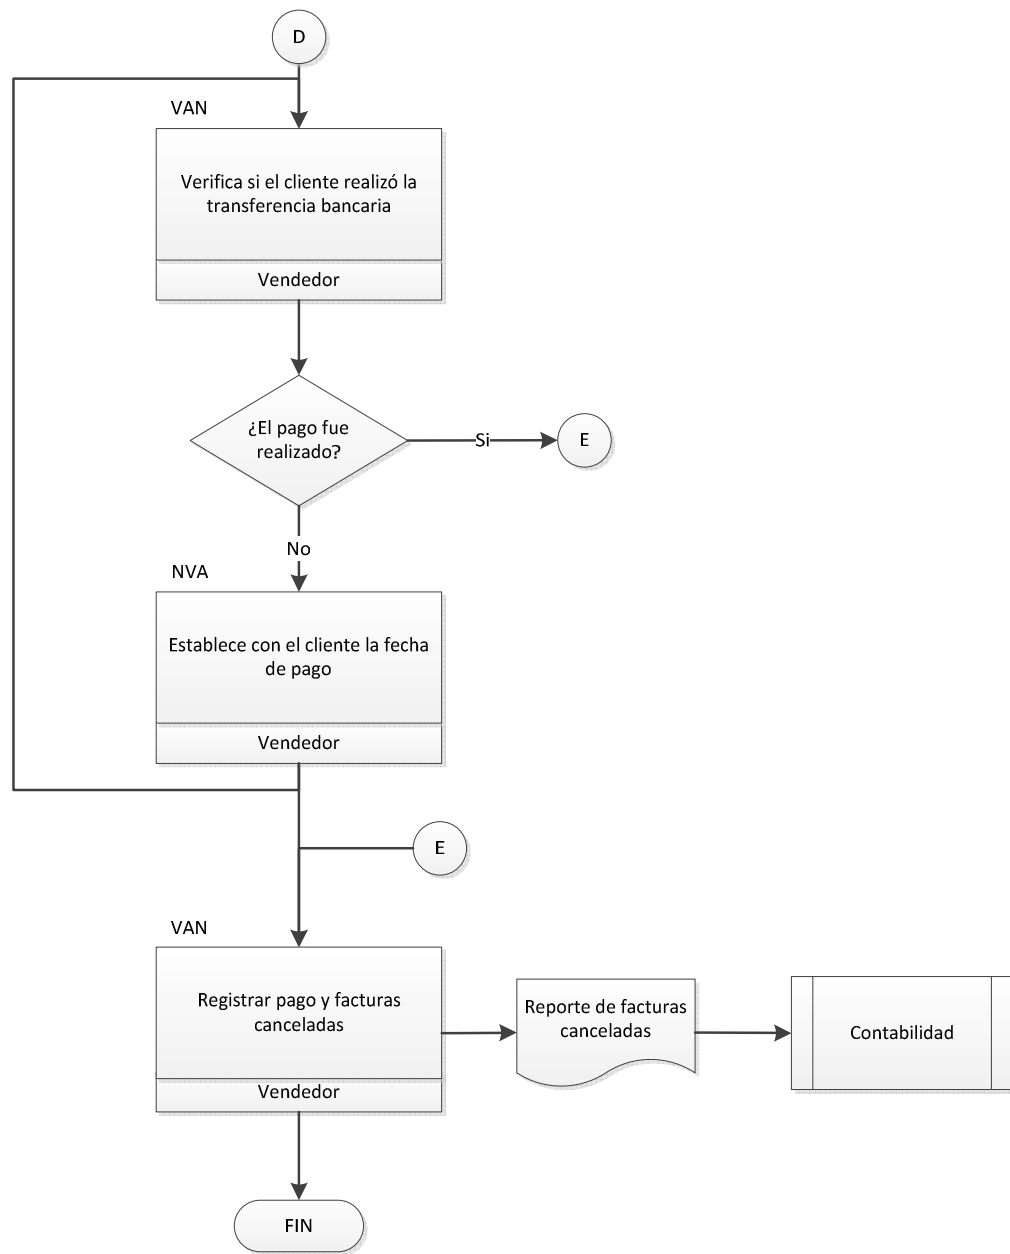 D
VAN
Verifica si el cliente realizó la
transferencia bancaria
Vendedor
¿El pago fue
realizado?
Si
E
No
NVA
Establece con el cliente la fecha
de pago
Vendedor
E
VAN
Registrar pago y facturas
canceladas
Vendedor
Reporte de facturas
canceladas
Contabilidad
FIN